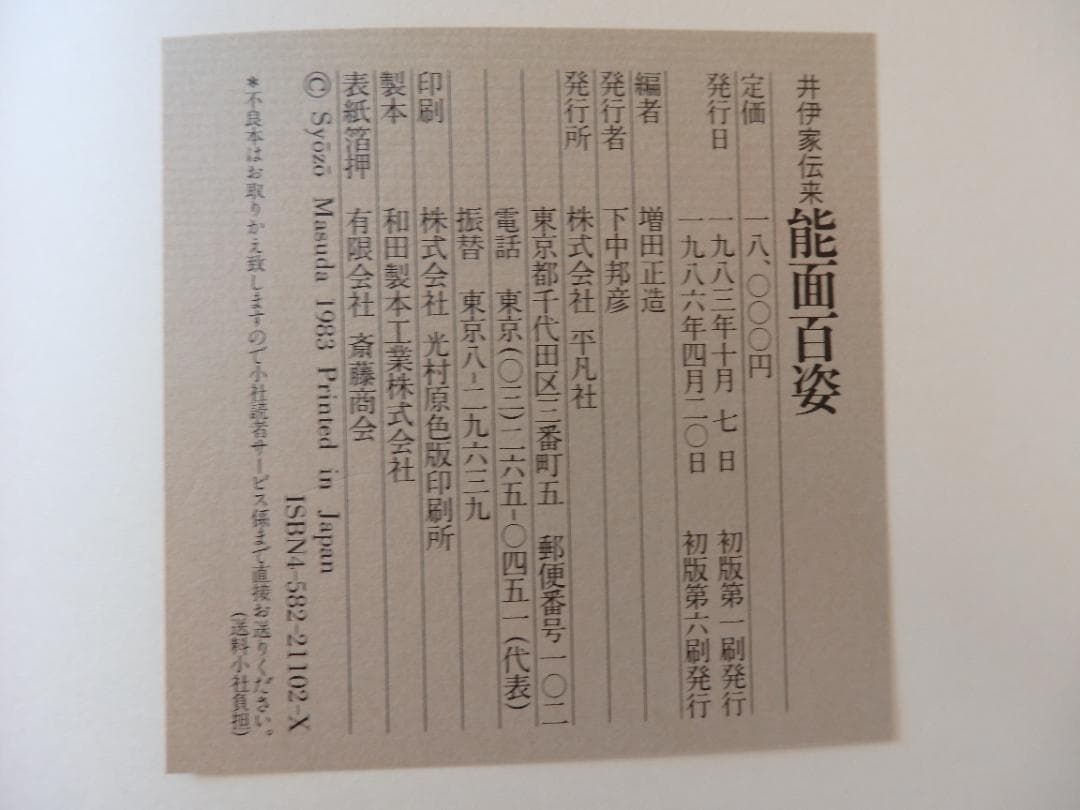 井伊家伝来能面百姿
定価 一八、〇〇〇円
発行日 一九八三年十月 七 日 初版第一刷発行
一九八六年四月二〇日 初版第六刷発行
編者 増田正造
発行者 下中邦彦
発行所 株式会社 平凡社
東京都千代田区三番町五 郵便番号一〇二
電話 東京(〇三)二六五-〇四五一(代表)
振替 東京八-二九六三九
印刷 株式会社 光村原色版印刷所
製本 和田製本工業株式会社
表紙箔押 有限会社 斎藤商会
© Syōzō Masuda 1983 Printed in Japan
ISBN4-582-21102-X
*不良本はお取りかえ致しますので小社読者サービス係まで直接お送りください。
(送料小社負担)